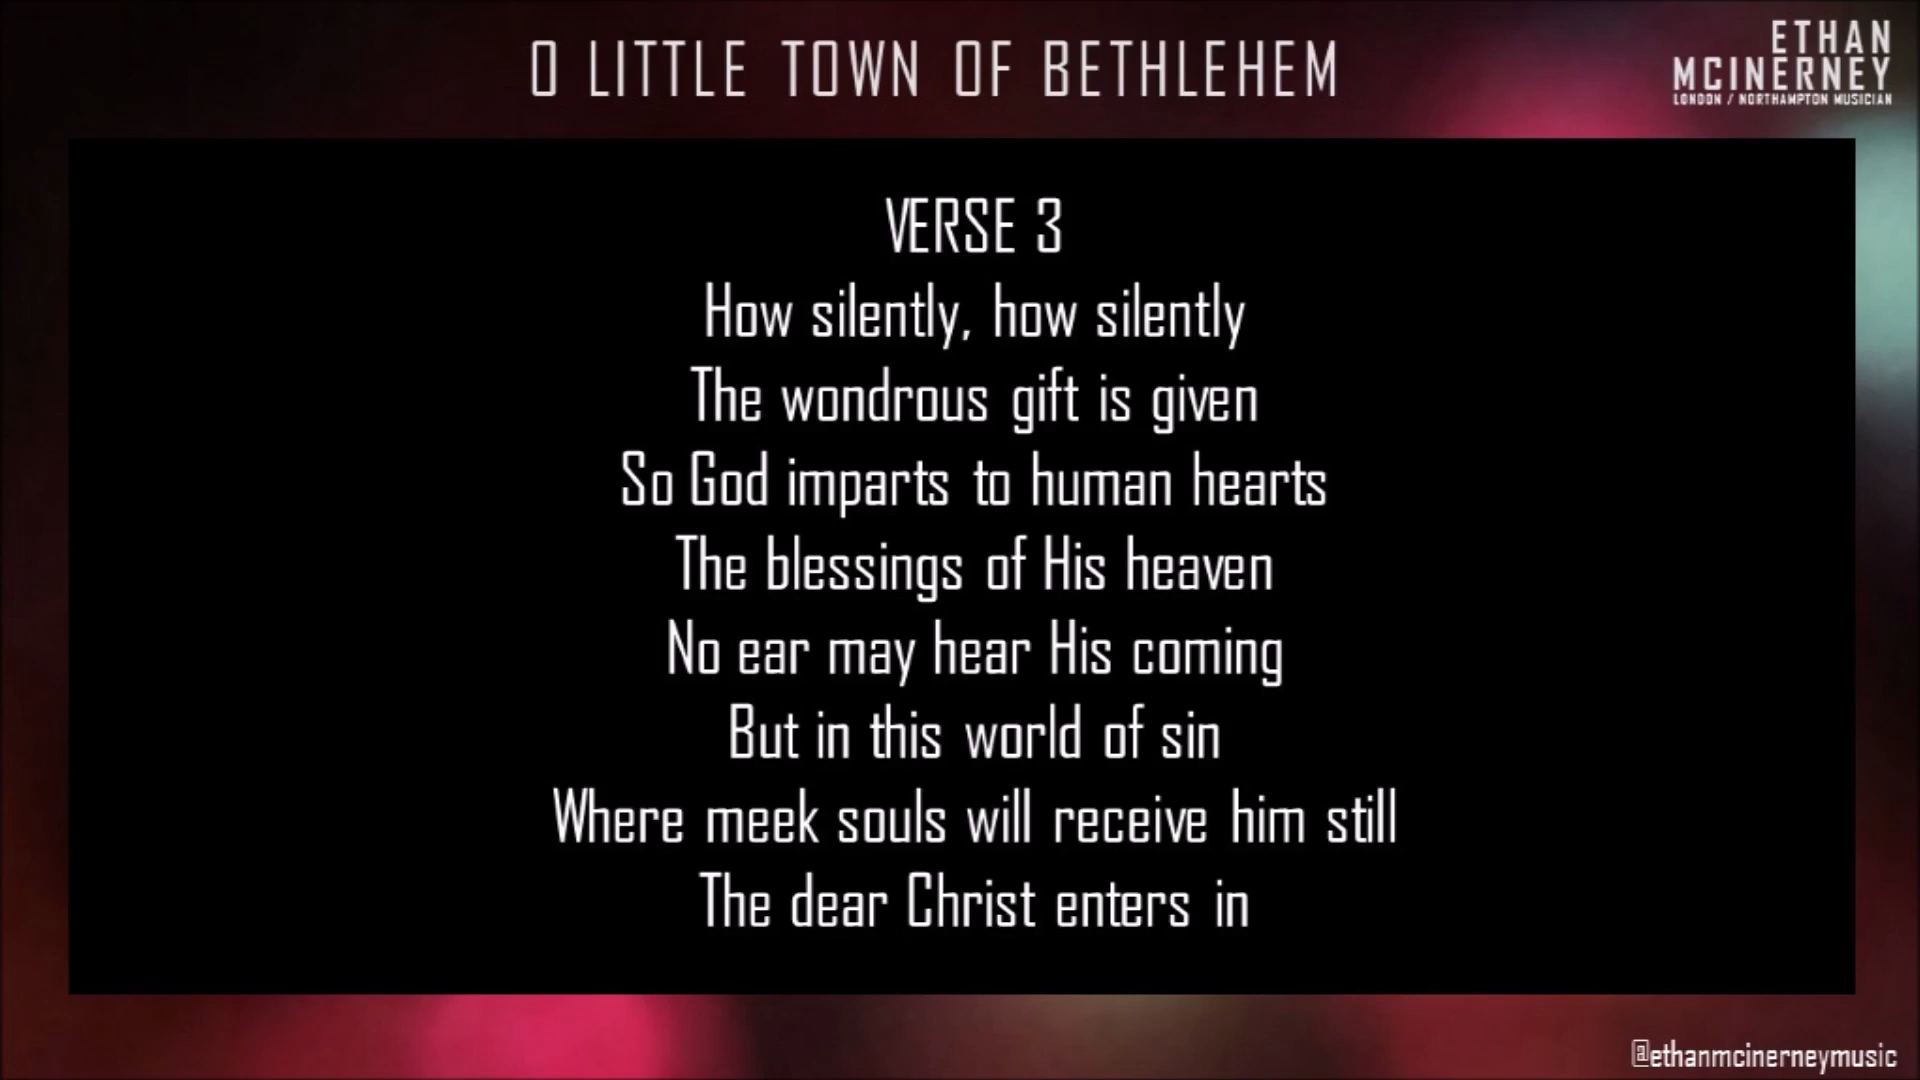 O LITTLE TOWN OF BETHLEHEM
ETHAN
MCINERNEY
LONDON / NORTHAMPTON MUSICIAN
VERSE 3
How silently, how silently
The wondrous gift is given
So God imparts to human hearts
The blessings of His heaven
No ear may hear His coming
But in this world of sin
Where meek souls will receive him still
The dear Christ enters in
@ethanmcinerneymusic